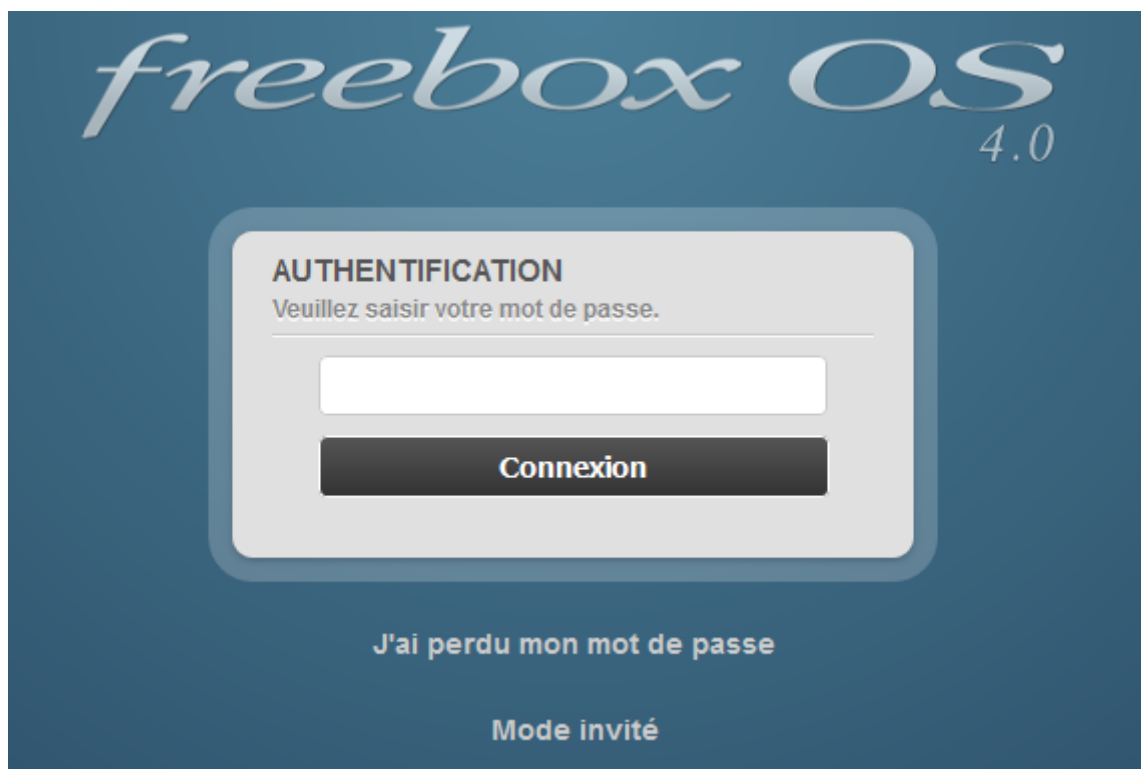 freebox OS
4.0
AUTHENTIFICATION
Veuillez saisir votre mot de passe.
Connexion
J'ai perdu mon mot de passe
Mode invité